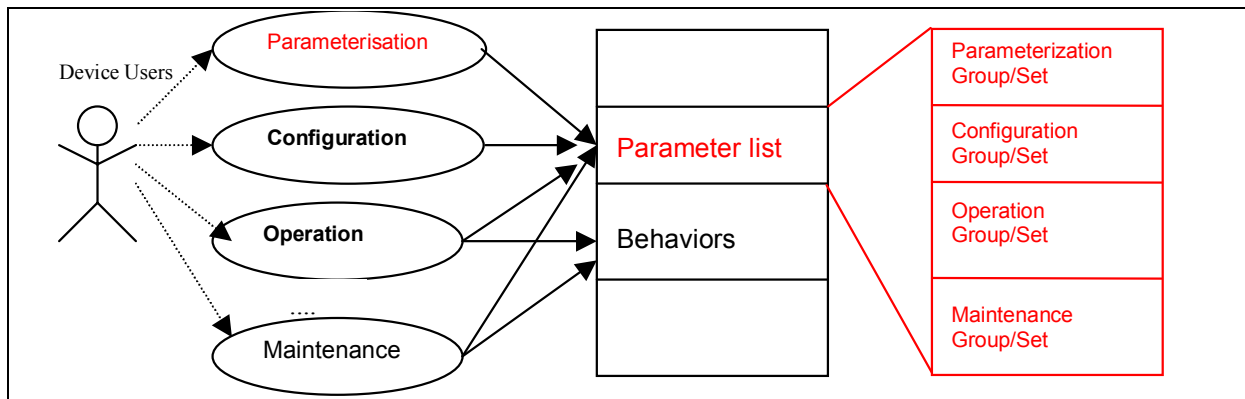 Device Users
Parameterisation
Configuration
Operation
....
Maintenance
Parameter list
Behaviors
Parameterization
Group/Set
Configuration
Group/Set
Operation
Group/Set
Maintenance
Group/Set